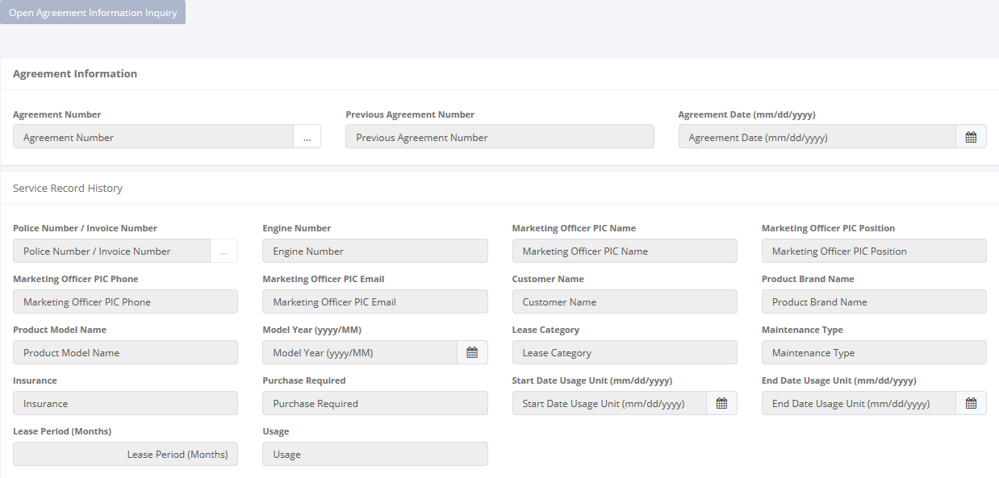 Open Agreement Information Inquiry
Agreement Information
Agreement Number Previous Agreement Number Agreement Date (mm/dd/yyyy)
Agreement Number ... Previous Agreement Number Agreement Date (mm/dd/yyyy)
Service Record History
Police Number / Invoice Number Engine Number Marketing Officer PIC Name Marketing Officer PIC Position
Police Number / Invoice Number ... Engine Number Marketing Officer PIC Name Marketing Officer PIC Position
Marketing Officer PIC Phone Marketing Officer PIC Email Customer Name Product Brand Name
Marketing Officer PIC Phone Marketing Officer PIC Email Customer Name Product Brand Name
Product Model Name Model Year (yyyy/MM) Lease Category Maintenance Type
Product Model Name Model Year (yyyy/MM) Lease Category Maintenance Type
Insurance Purchase Required Start Date Usage Unit (mm/dd/yyyy) End Date Usage Unit (mm/dd/yyyy)
Insurance Purchase Required Start Date Usage Unit (mm/dd/yyyy) End Date Usage Unit (mm/dd/yyyy)
Lease Period (Months) Usage
Lease Period (Months) Usage